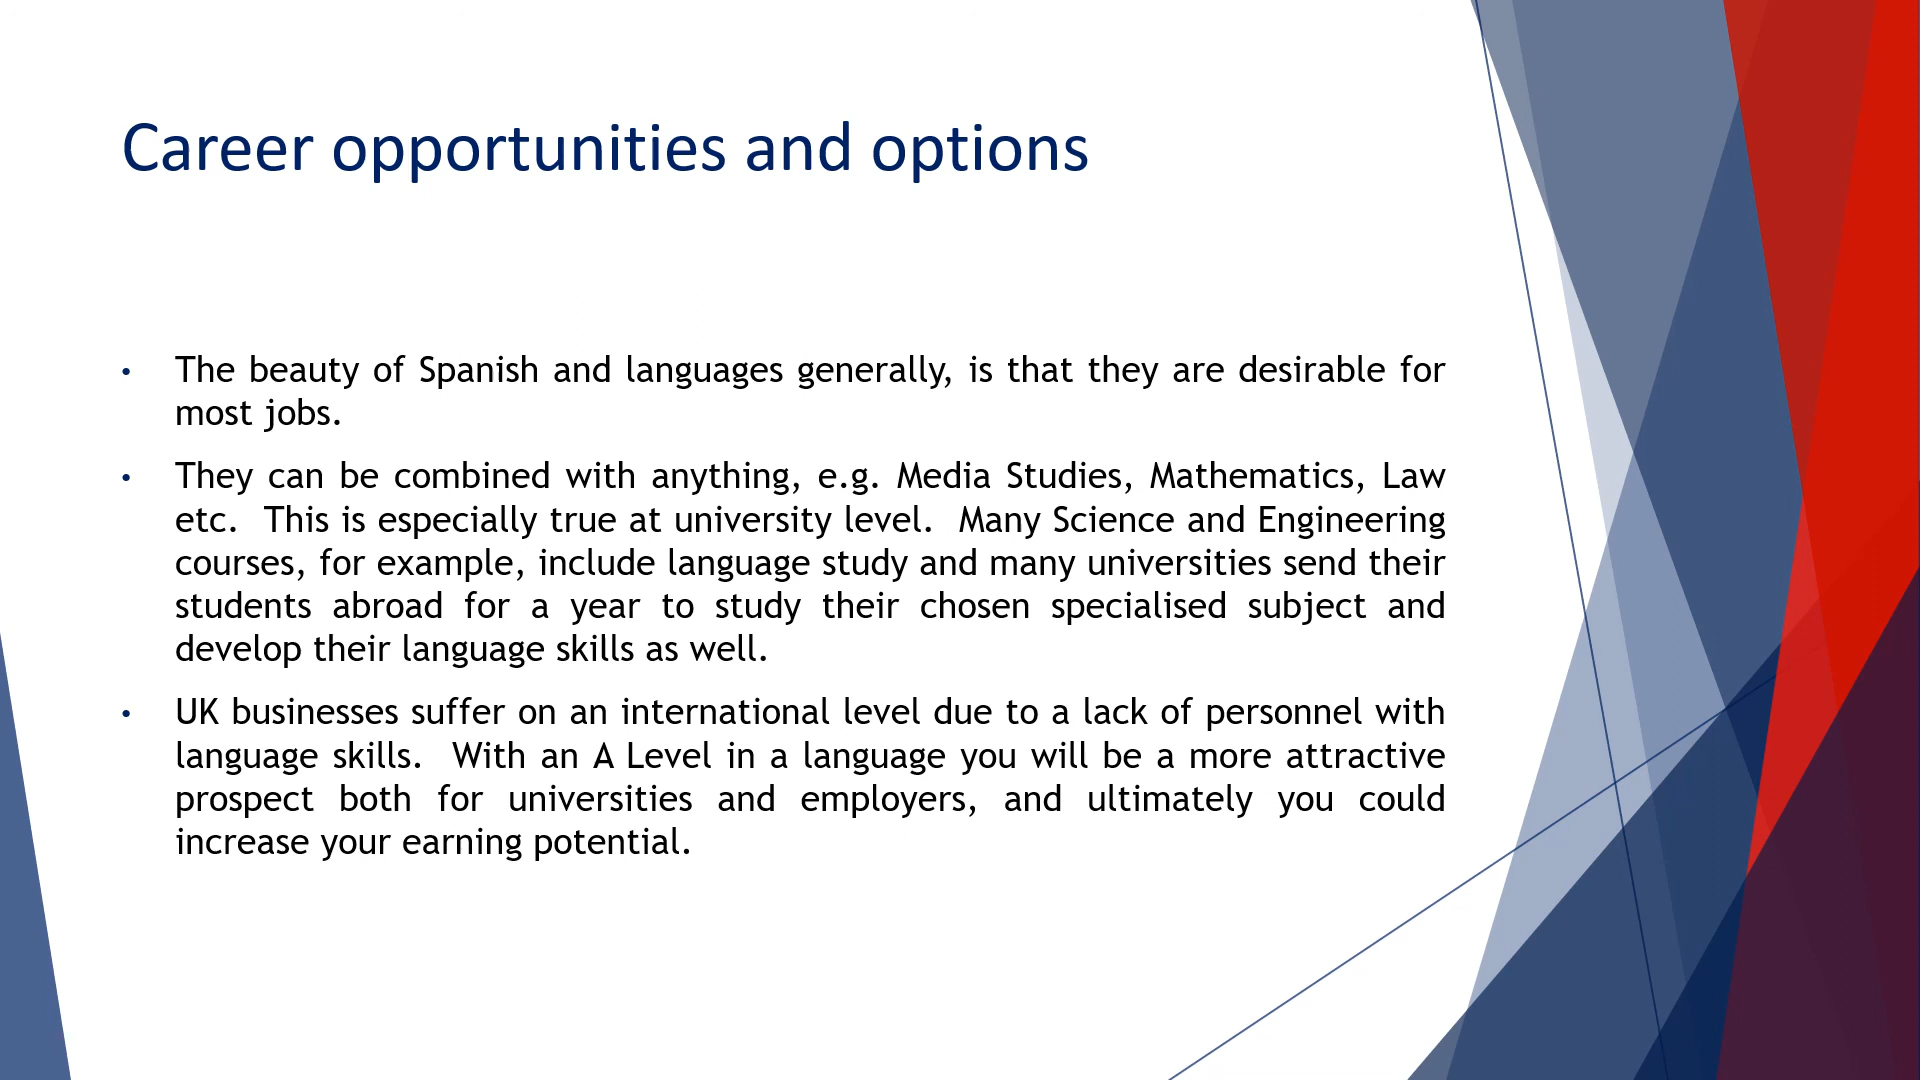 Career opportunities and options
• The beauty of Spanish and languages generally, is that they are desirable for
most jobs.
• They can be combined with anything, e.g. Media Studies, Mathematics, Law
etc.  This is especially true at university level.  Many Science and Engineering
courses, for example, include language study and many universities send their
students abroad for a year to study their chosen specialised subject and
develop their language skills as well.
• UK businesses suffer on an international level due to a lack of personnel with
language skills.  With an A Level in a language you will be a more attractive
prospect both for universities and employers, and ultimately you could
increase your earning potential.